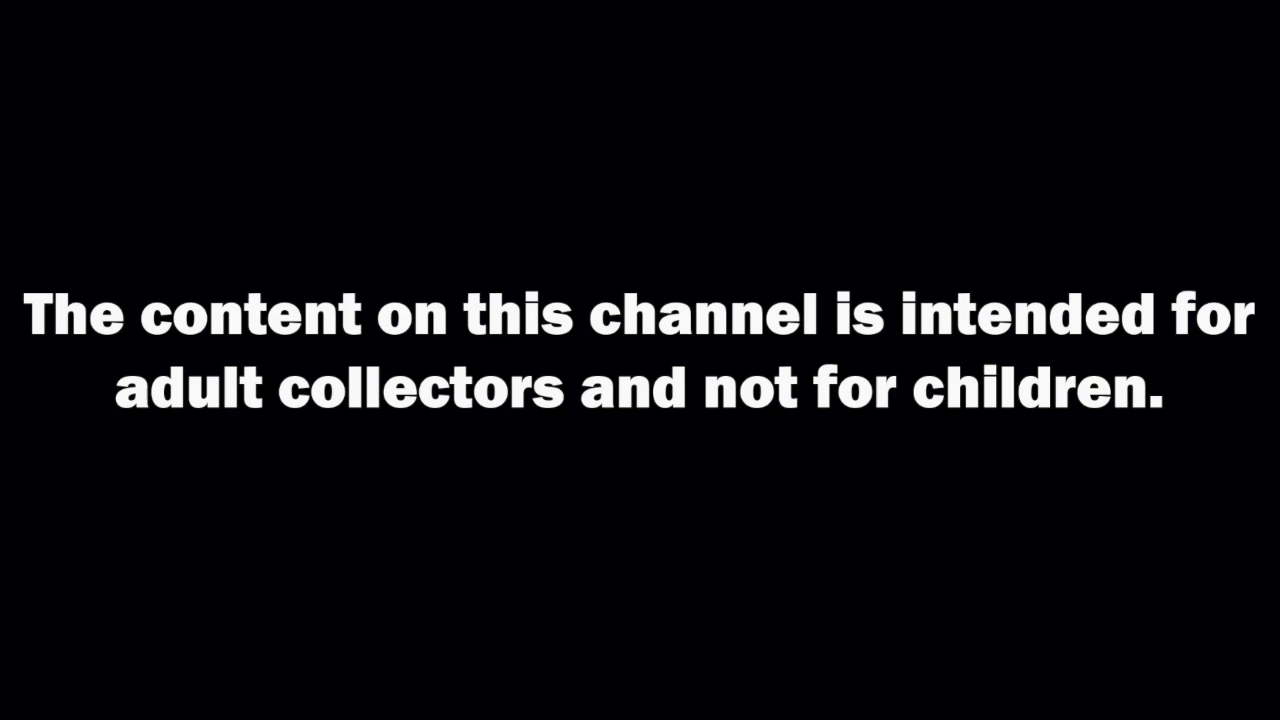 The content on this channel is intended for
adult collectors and not for children.